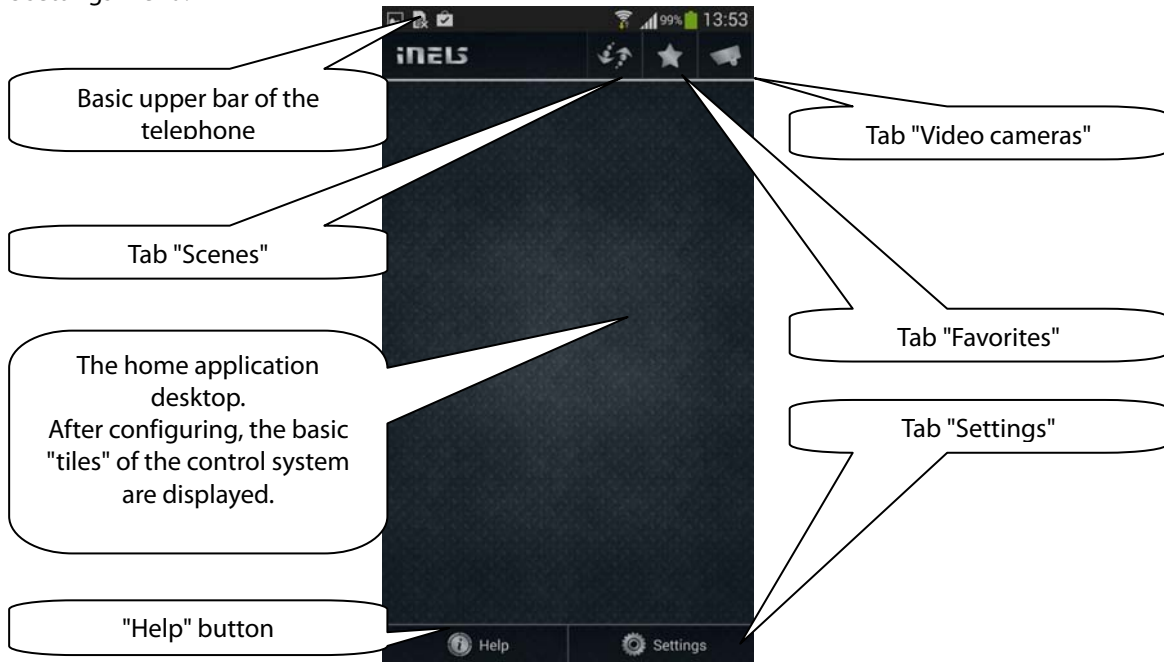 99% 13:53
iNELS
Basic upper bar of the
telephone
Tab "Video cameras"
Tab "Scenes"
Tab "Favorites"
The home application
desktop.
After configuring, the basic
"tiles" of the control system
are displayed.
Tab "Settings"
"Help" button
Help
Settings